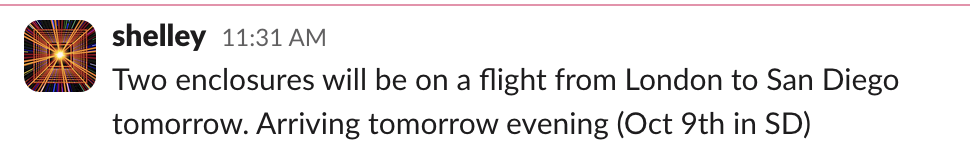 shelley 11:31 AM
Two enclosures will be on a flight from London to San Diego
tomorrow. Arriving tomorrow evening (Oct 9th in SD)